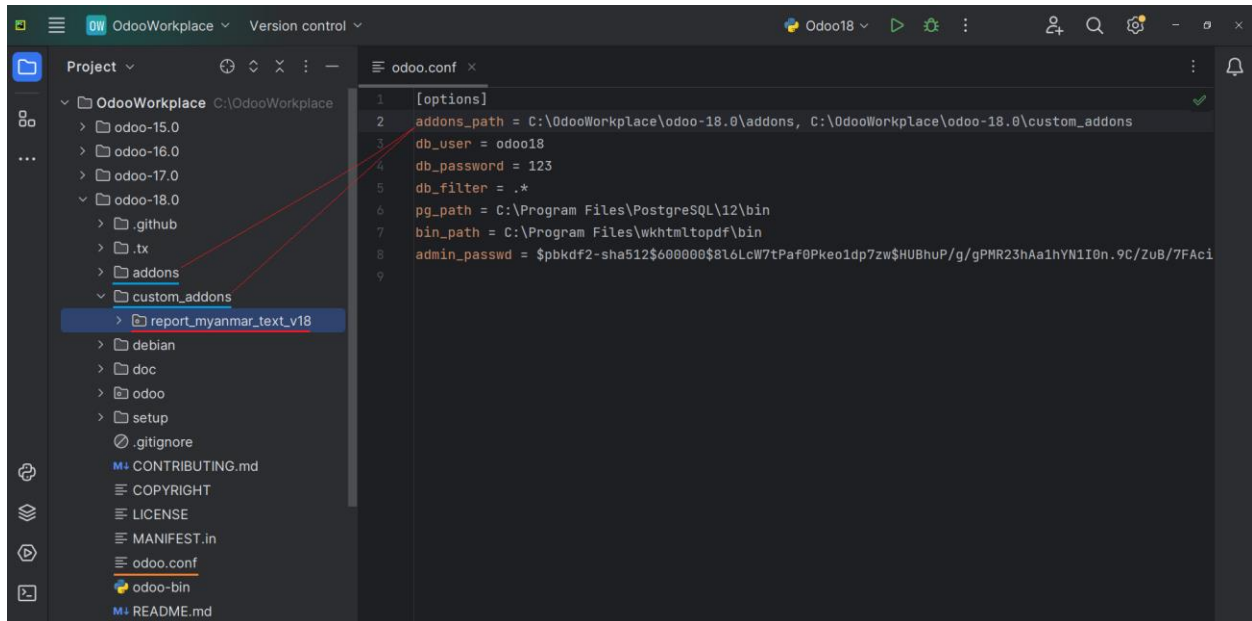 OW OdooWorkplace Version control Odoo18
Project
odoo.conf
OdooWorkplace C:\OdooWorkplace
odoo-15.0
odoo-16.0
odoo-17.0
odoo-18.0
.github
.tx
addons
custom_addons
report_myanmar_text_v18
debian
doc
odoo
setup
.gitignore
M↓ CONTRIBUTING.md
COPYRIGHT
LICENSE
MANIFEST.in
odoo.conf
odoo-bin
M↓ README.md
1 [options]
2 addons_path = C:\OdooWorkplace\odoo-18.0\addons, C:\OdooWorkplace\odoo-18.0\custom_addons
3 db_user = odoo18
4 db_password = 123
5 db_filter = .*
6 pg_path = C:\Program Files\PostgreSQL\12\bin
7 bin_path = C:\Program Files\wkhtmltopdf\bin
8 admin_passwd = $pbkdf2-sha512$600000$8l6LcW7tPaf0Pkeo1dp7zw$HUBhuP/g/gPMR23hAa1hYN1I0n.9C/ZuB/7FAci
9